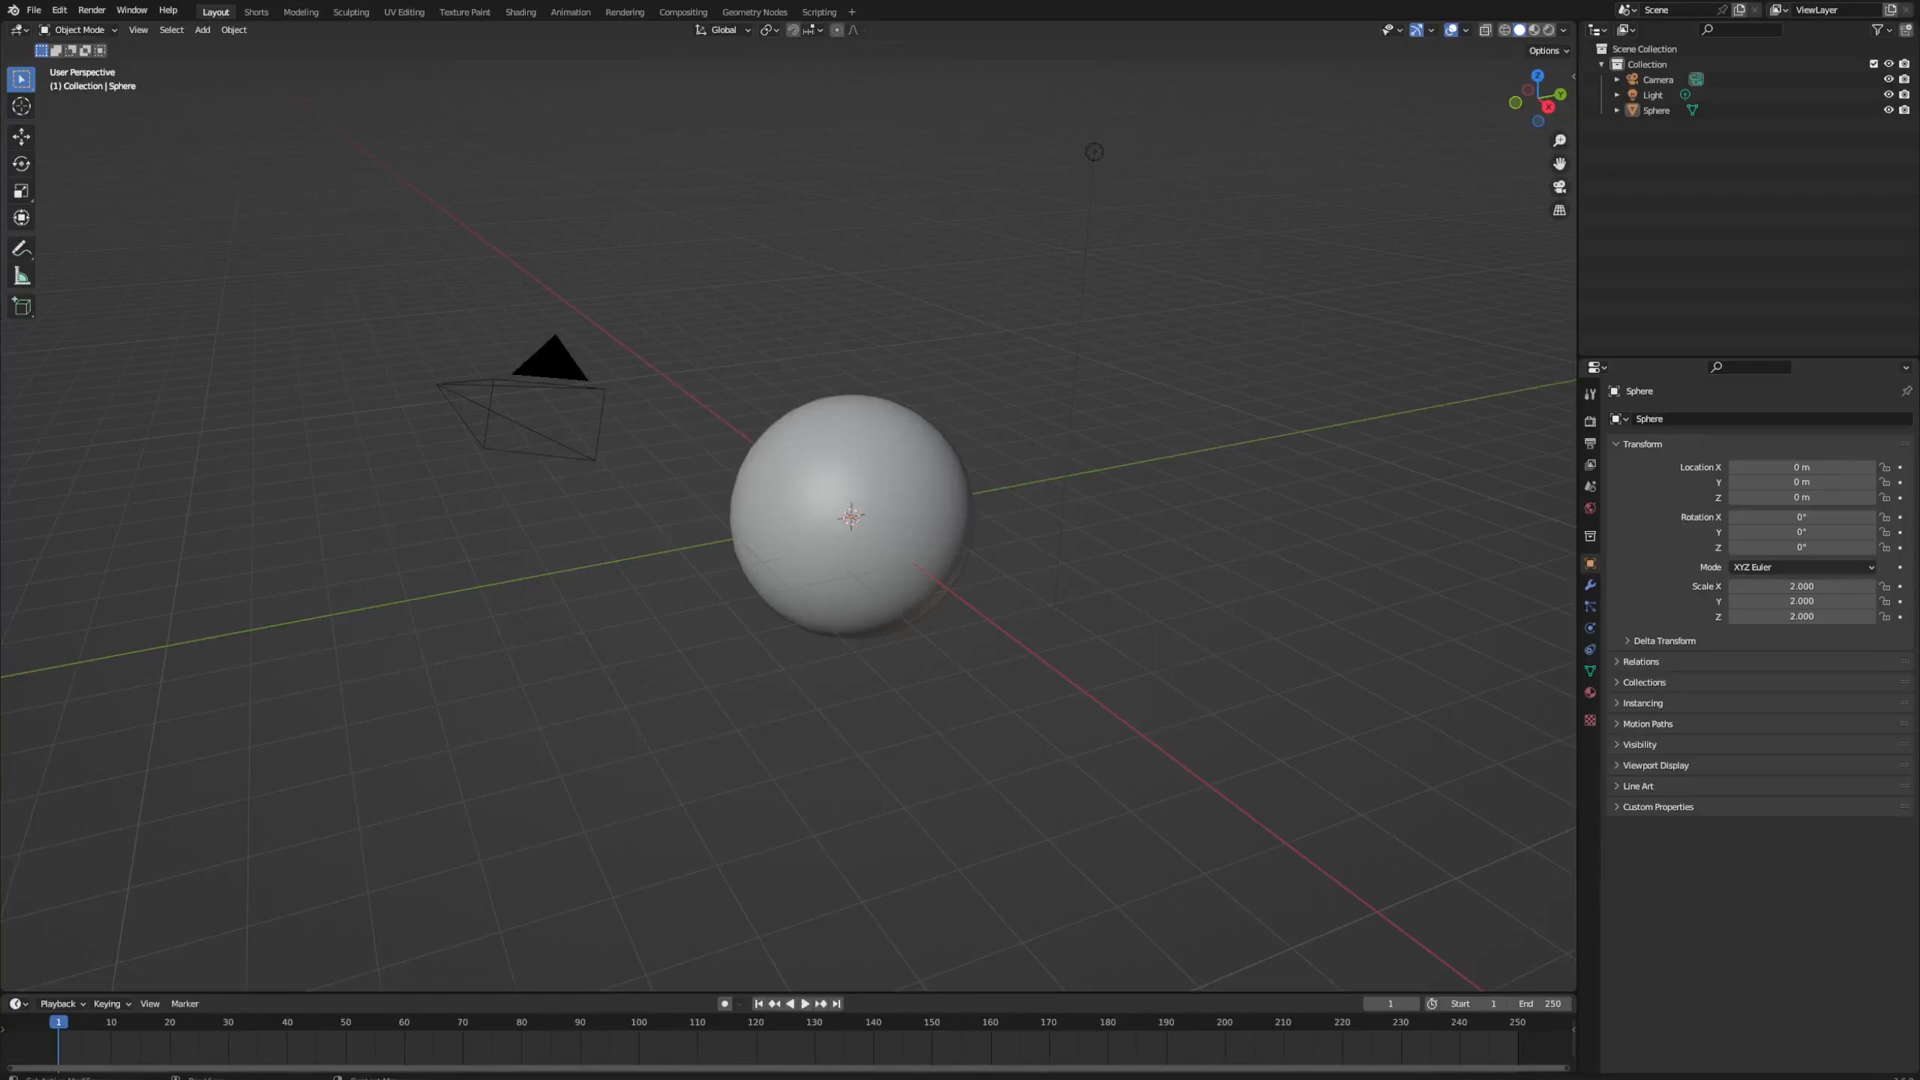 File Edit Render Window Help Layout Shorts Modeling Sculpting UV Editing Texture Paint Shading Animation Rendering Compositing Geometry Nodes Scripting + Scene ViewLayer
Object Mode View Select Add Object Global
Options
User Perspective
(1) Collection | Sphere
Z
Y
X
Scene Collection
Collection
Camera
Light
Sphere
Sphere
Sphere
Transform
Location X 0 m
Y 0 m
Z 0 m
Rotation X 0°
Y 0°
Z 0°
Mode XYZ Euler
Scale X 2.000
Y 2.000
Z 2.000
Delta Transform
Relations
Collections
Instancing
Motion Paths
Visibility
Viewport Display
Line Art
Custom Properties
Playback Keying View Marker 1 Start 1 End 250
1 10 20 30 40 50 60 70 80 90 100 110 120 130 140 150 160 170 180 190 200 210 220 230 240 250